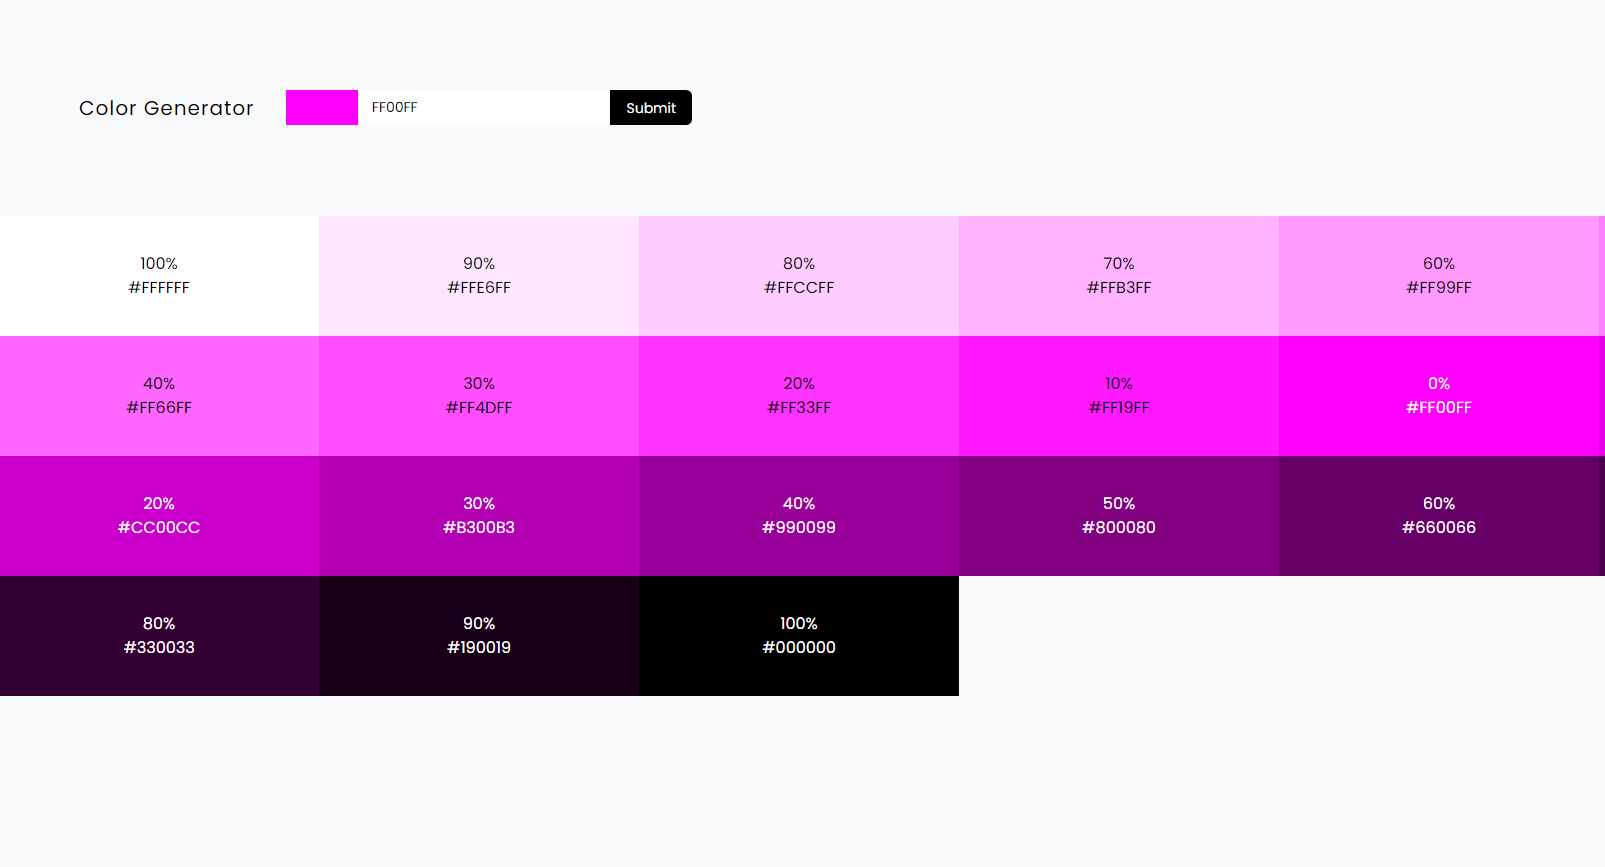 Color Generator
FF00FF
Submit
100%
#FFFFFF
90%
#FFE6FF
80%
#FFCCFF
70%
#FFB3FF
60%
#FF99FF
40%
#FF66FF
30%
#FF4DFF
20%
#FF33FF
10%
#FF19FF
0%
#FF00FF
20%
#CC00CC
30%
#B300B3
40%
#990099
50%
#800080
60%
#660066
80%
#330033
90%
#190019
100%
#000000